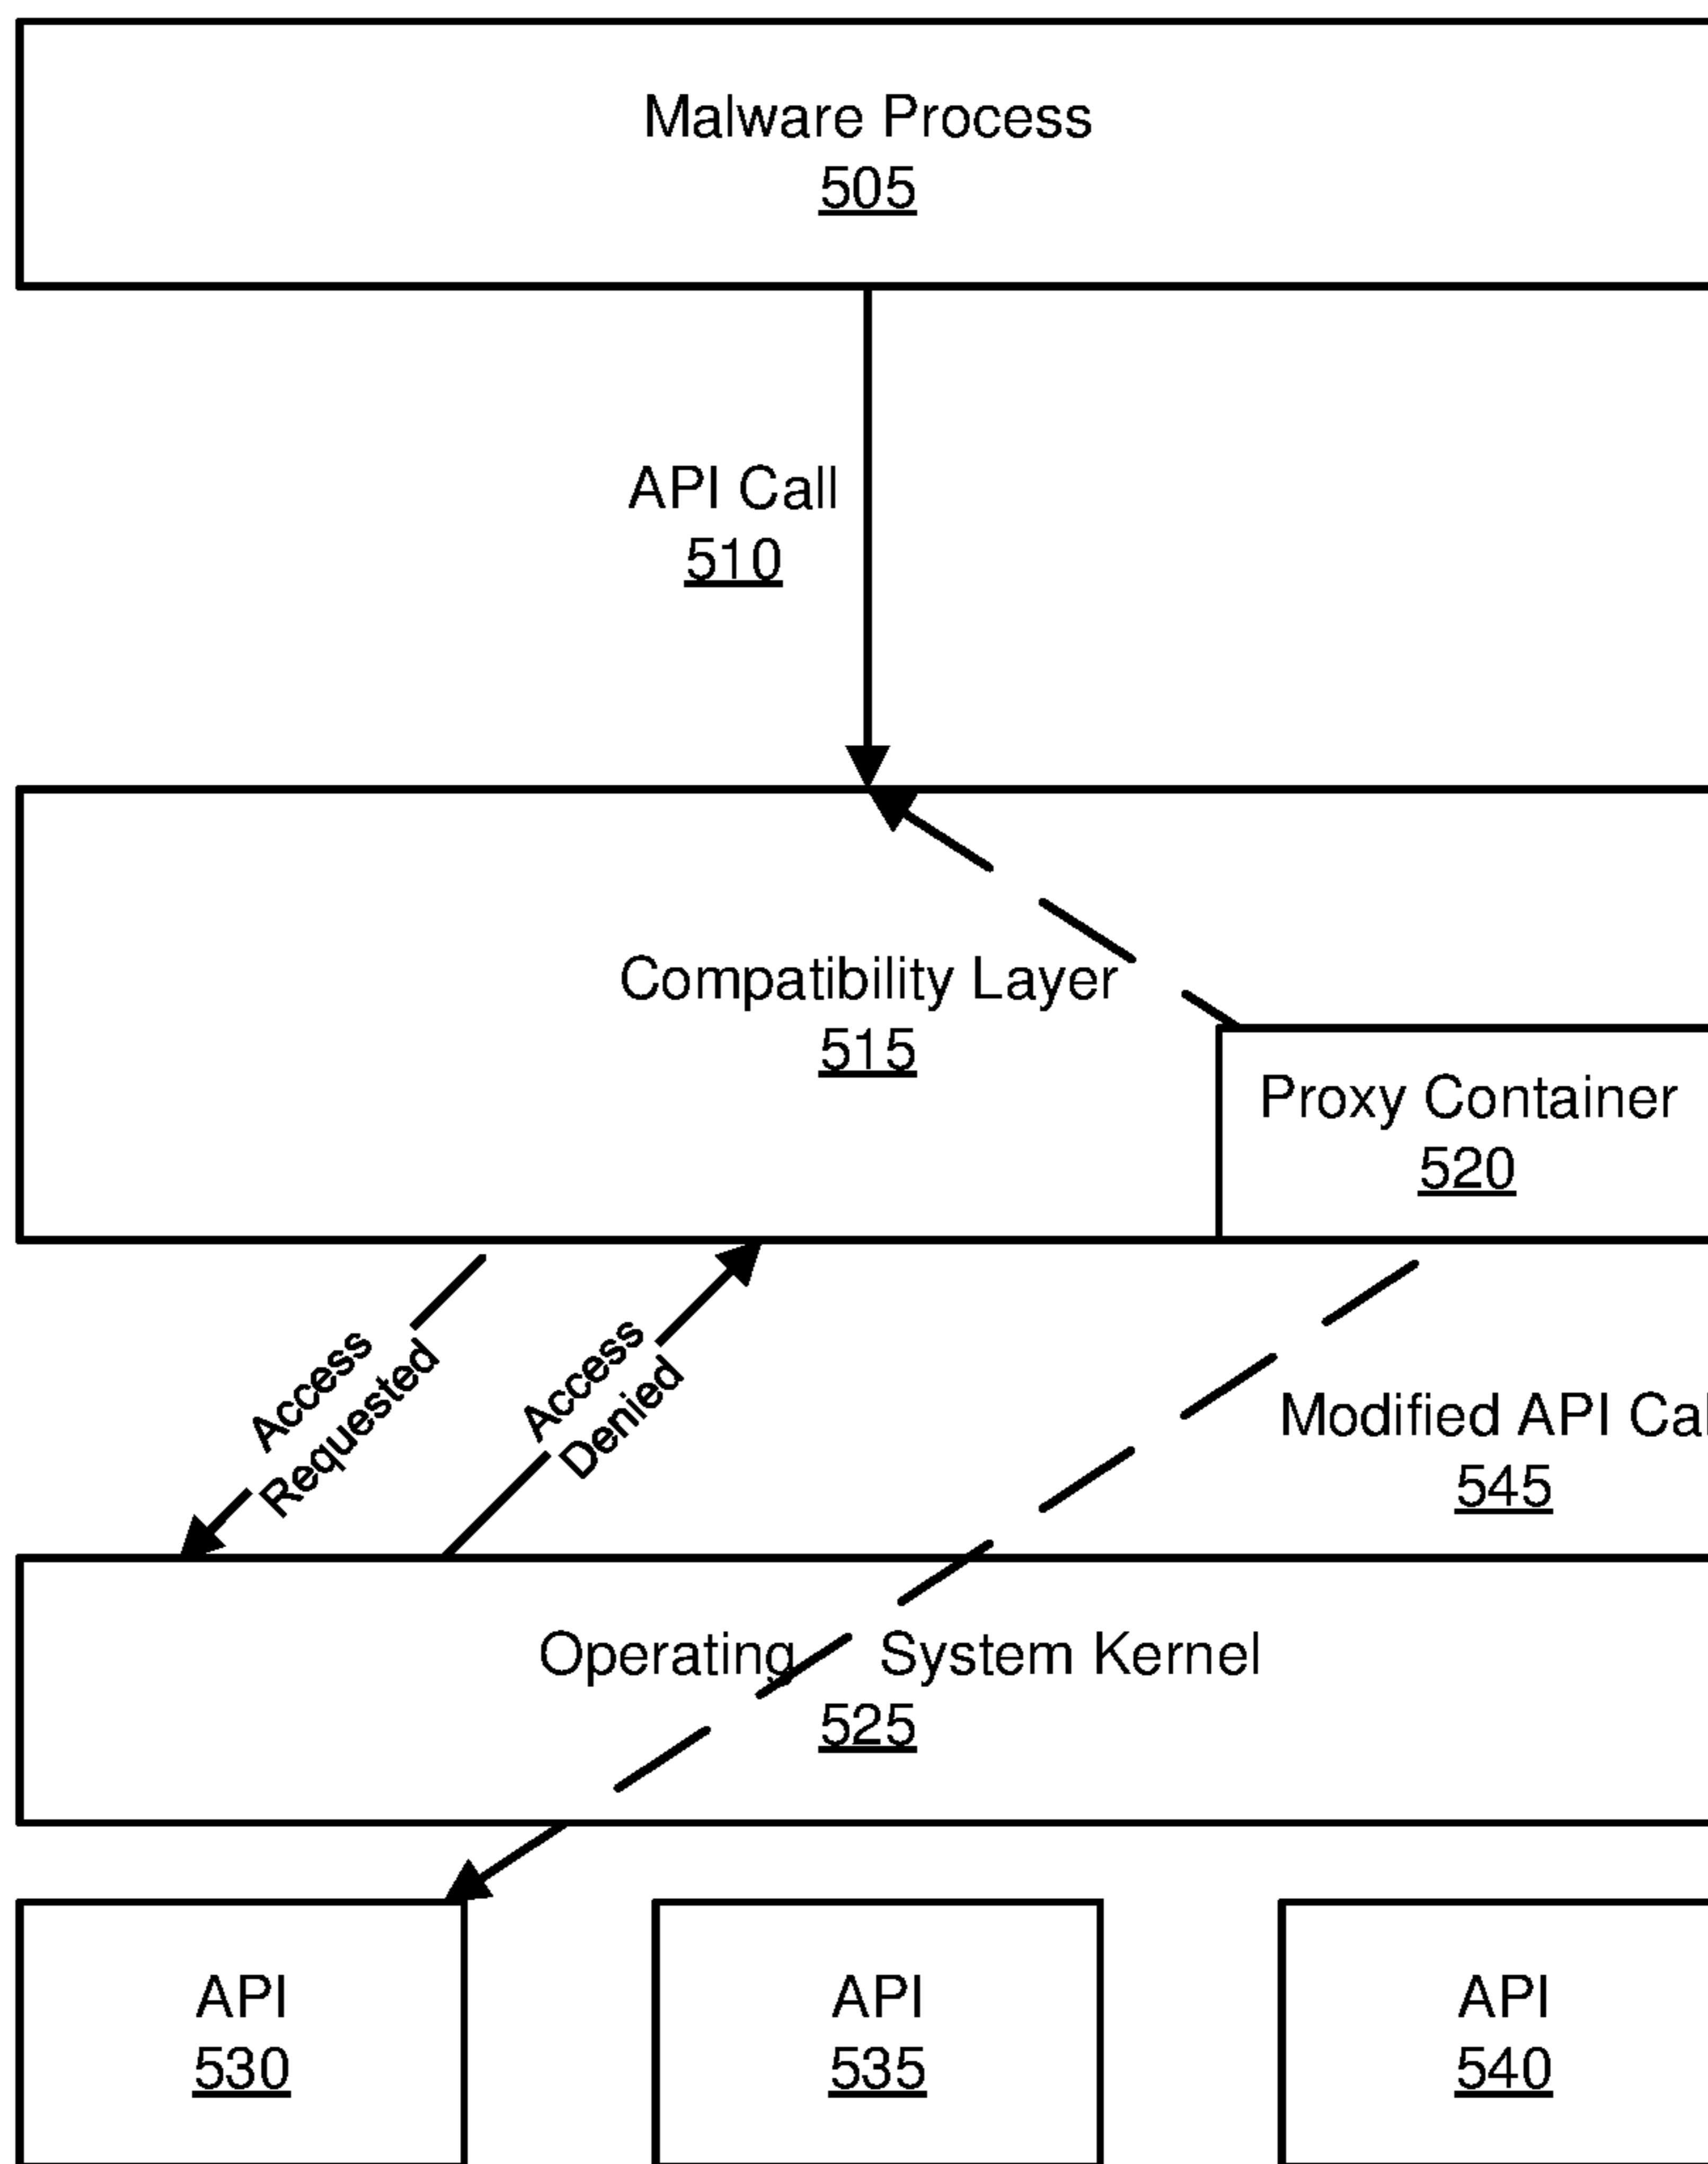 Malware Process
505
API Call
510
Compatibility Layer
515
Proxy Container
520
Access
Requested
Access
Denied
Modified API Cal
545
Operating System Kernel
525
API
530
API
535
API
540